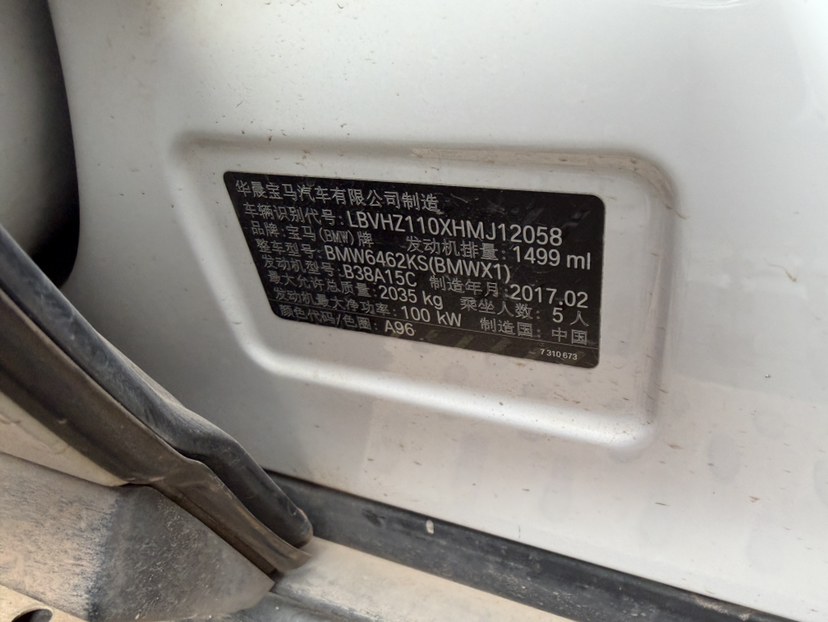 华晨宝马汽车有限公司制造
车辆识别代号: LBVHZ110XHMJ12058
品牌: 宝马(BMW)牌 发动机排量: 1499 ml
整车型号: BMW6462KS(BMWX1)
发动机型号: B38A15C 制造年月: 2017.02
最大允许总质量: 2035 kg 乘坐人数: 5 人
发动机最大净功率: 100 kW 制造国: 中国
颜色代码/色圈: A96
7 310 673